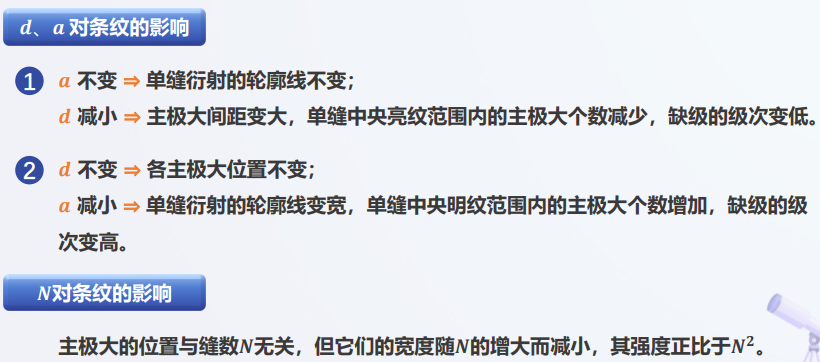 d、a 对条纹的影响
1 a 不变 ⇒ 单缝衍射的轮廓线不变；
d 减小 ⇒ 主极大间距变大，单缝中央亮纹范围内的主极大个数减少，缺级的级次变低。
2 d 不变 ⇒ 各主极大位置不变；
a 减小 ⇒ 单缝衍射的轮廓线变宽，单缝中央明纹范围内的主极大个数增加，缺级的级
次变高。
N对条纹的影响
主极大的位置与缝数N无关，但它们的宽度随N的增大而减小，其强度正比于N²。